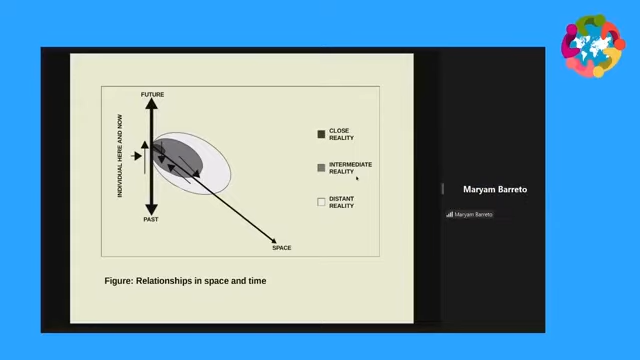 FUTURE
INDIVIDUAL HERE AND NOW
PAST
SPACE
CLOSE
REALITY
INTERMEDIATE
REALITY
DISTANT
REALITY
Figure: Relationships in space and time
Maryam Barreto
Maryam Barreto